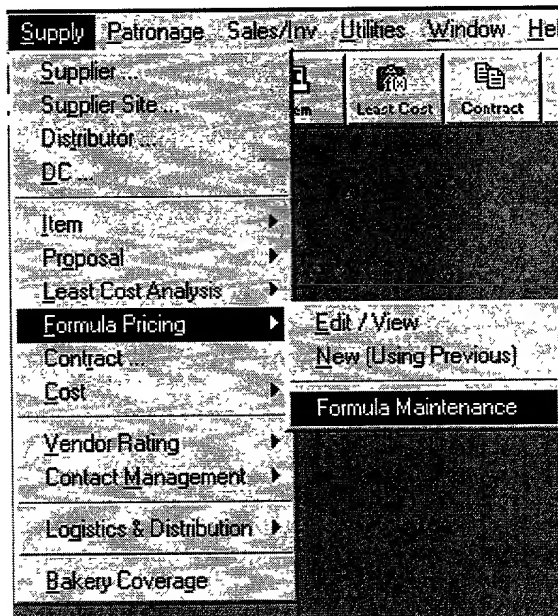 Supply Patronage Sales/Inv Utilities Window Hel
Supplier ...
Supplier Site ...
Distributor ...
DC ...
em Least Cost Contract
Item
Proposal
Least Cost Analysis
Formula Pricing
Contract ...
Cost
Vendor Rating
Contact Management
Logistics & Distribution
Bakery Coverage
Edit / View
New (Using Previous)
Formula Maintenance